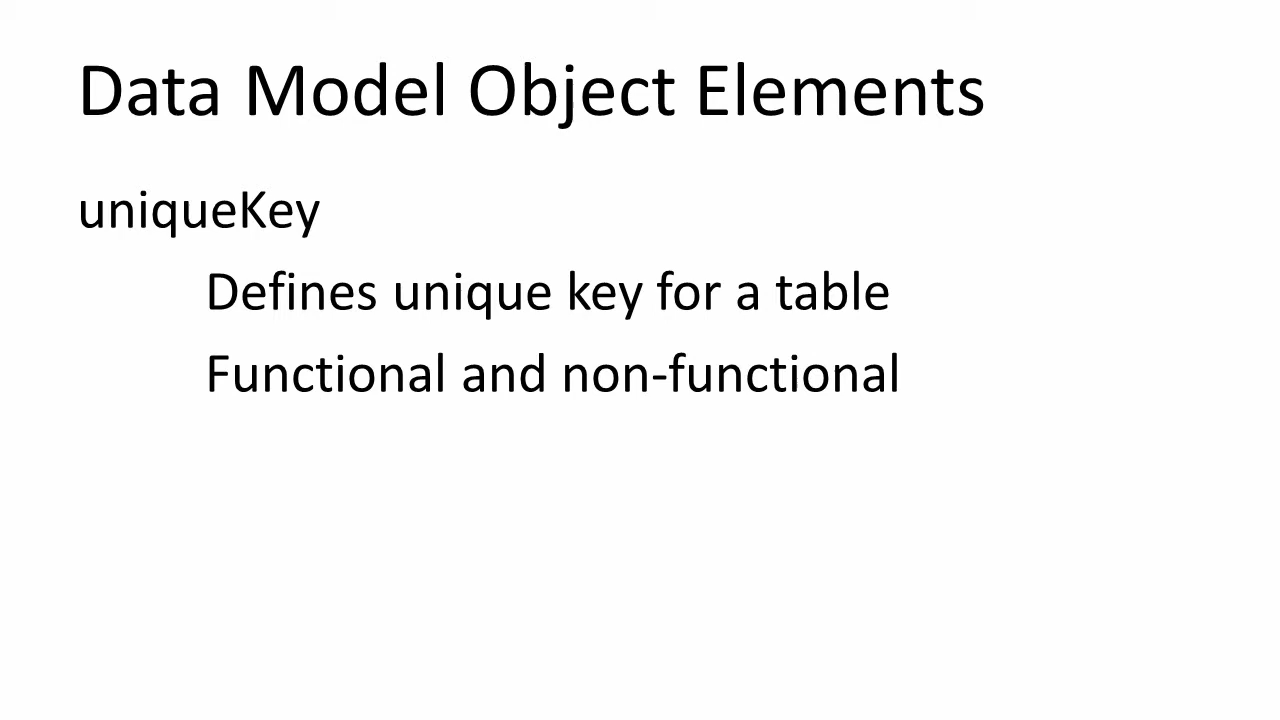 Data Model Object Elements
uniqueKey
Defines unique key for a table
Functional and non-functional